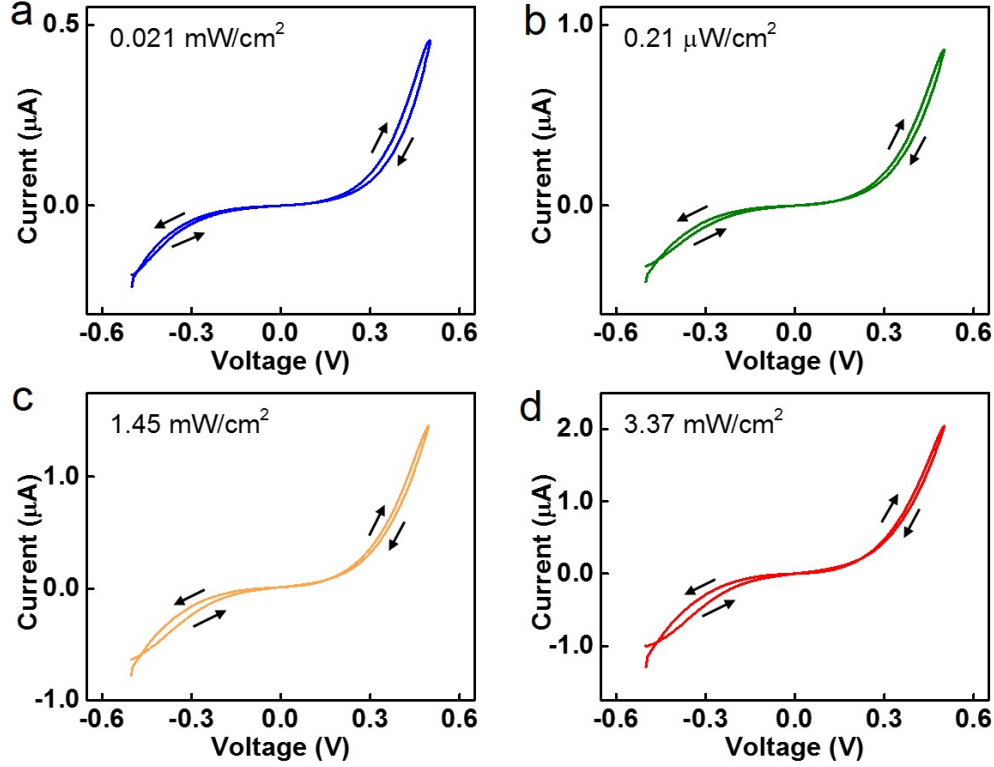 a
0.021 mW/cm²
0.5
0.0
Current (μA)
-0.6 -0.3 0.0 0.3 0.6
Voltage (V)
b
0.21 μW/cm²
1.0
0.0
Current (μA)
-0.6 -0.3 0.0 0.3 0.6
Voltage (V)
c
1.45 mW/cm²
1.0
0.0
-1.0
Current (μA)
-0.6 -0.3 0.0 0.3 0.6
Voltage (V)
d
3.37 mW/cm²
2.0
1.0
0.0
-1.0
Current (μA)
-0.6 -0.3 0.0 0.3 0.6
Voltage (V)